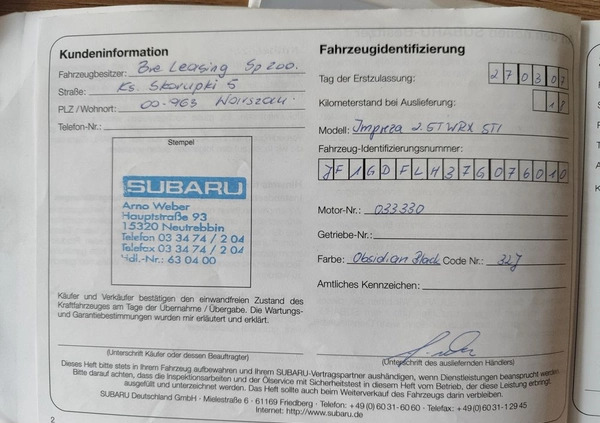 Kundeninformation
Fahrzeugbesitzer: Bre Leasing Sp zoo.
Straße: Ks. Skorupki 5
PLZ / Wohnort: 00-963 Warszawa
Telefon-Nr.:
Stempel
SUBARU
Arno Weber
Hauptstraße 93
15320 Neutrebbin
Telefon 03 34 74 / 2 04
Telefax 03 34 74 / 2 04
Hdl.-Nr.: 63 04 00
Käufer und Verkäufer bestätigen den einwandfreien Zustand des
Kraftfahrzeuges am Tage der Übernahme / Übergabe. Die Wartungs-
und Garantiebestimmungen wurden mir erläutert und erklärt.
(Unterschrift Käufer oder dessen Beauftragter)
Fahrzeugidentifizierung
Tag der Erstzulassung: 270307
Kilometerstand bei Auslieferung: 18
Modell: Impreza 2.5T WRX STI
Fahrzeug-Identifizierungsnummer:
JF1GDFLH37G076010
Motor-Nr.: 033330
Getriebe-Nr.:
Farbe: Obsidian Black Code Nr.: 32J
Amtliches Kennzeichen:
(Unterschrift des ausliefernden Händlers)
Dieses Heft bitte stets in Ihrem Fahrzeug aufbewahren und Ihrem SUBARU-Vertragspartner aushändigen, wenn Dienstleistungen beansprucht werden.
Bitte darauf achten, dass die Inspektionsarbeiten und der Ölservice mit Sicherheitstest in diesem Heft vom Betrieb, der diese Leistung erbringt,
ausgefüllt und unterzeichnet werden. Das Heft sollte auch beim Weiterverkauf des Fahrzeugs darin verbleiben.
SUBARU Deutschland GmbH · Mielestraße 6 · 61169 Friedberg · Telefon: +49 (0) 60 31-60 60 · Telefax: +49 (0) 60 31-1 29 45
Internet: http://www.subaru.de
2